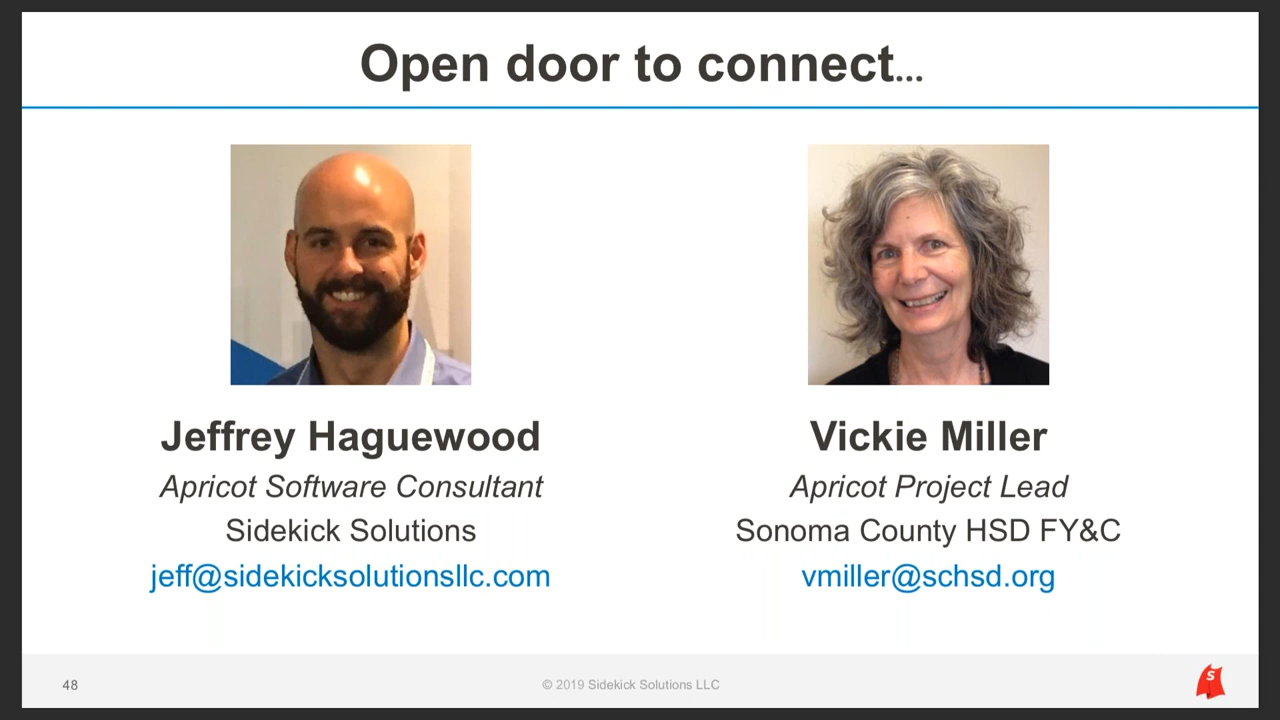 Open door to connect...
Jeffrey Haguewood
Apricot Software Consultant
Sidekick Solutions
jeff@sidekicksolutionsllc.com
Vickie Miller
Apricot Project Lead
Sonoma County HSD FY&C
vmiller@schsd.org
48
© 2019 Sidekick Solutions LLC
S